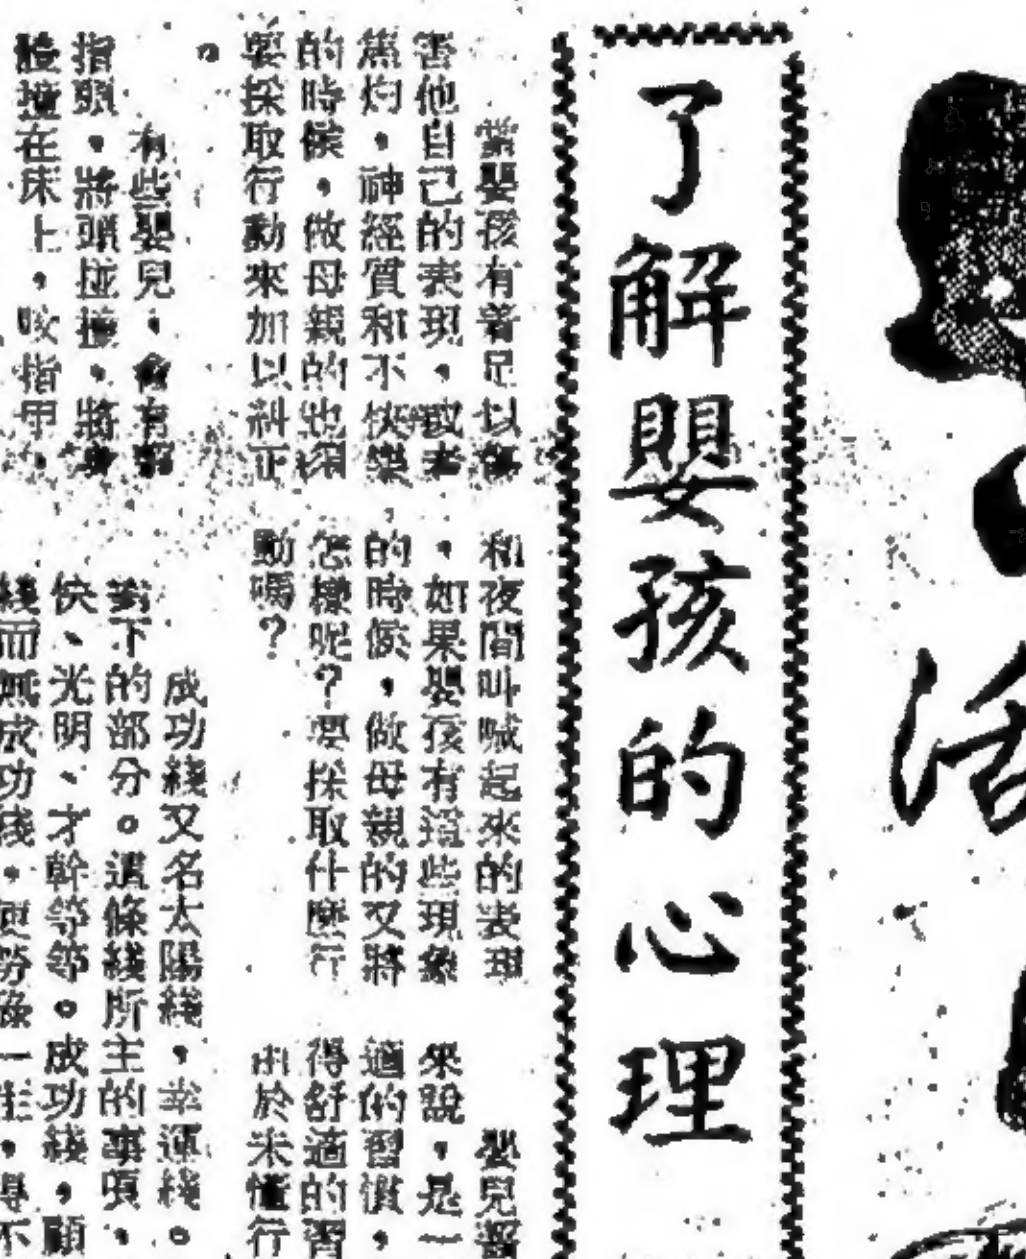 了解嬰孩的心理
活
當嬰孩有着足以傷
害他自己的表現,或者
焦灼,神經質和不快樂
的時候,做母親的也須
要採取行動來加以糾正
。
有些嬰兒,會有
指頭,將頭碰撞,將
臉撞在床上,咬指甲,
和夜間叫喊起來的表現
,如果嬰孩有這些現象
的時候,做母親的又將
怎樣呢?要採取什麼行
動嗎?
嬰兒
來說,是一
適的習慣,
得舒適的習
由於未懂行
成功綫又名太陽綫,幸運綫。
下的部分。這條綫所主的事項,
快、光明、才幹等等。成功綫,顧
綫而無成功綫,便勞碌一生,得不